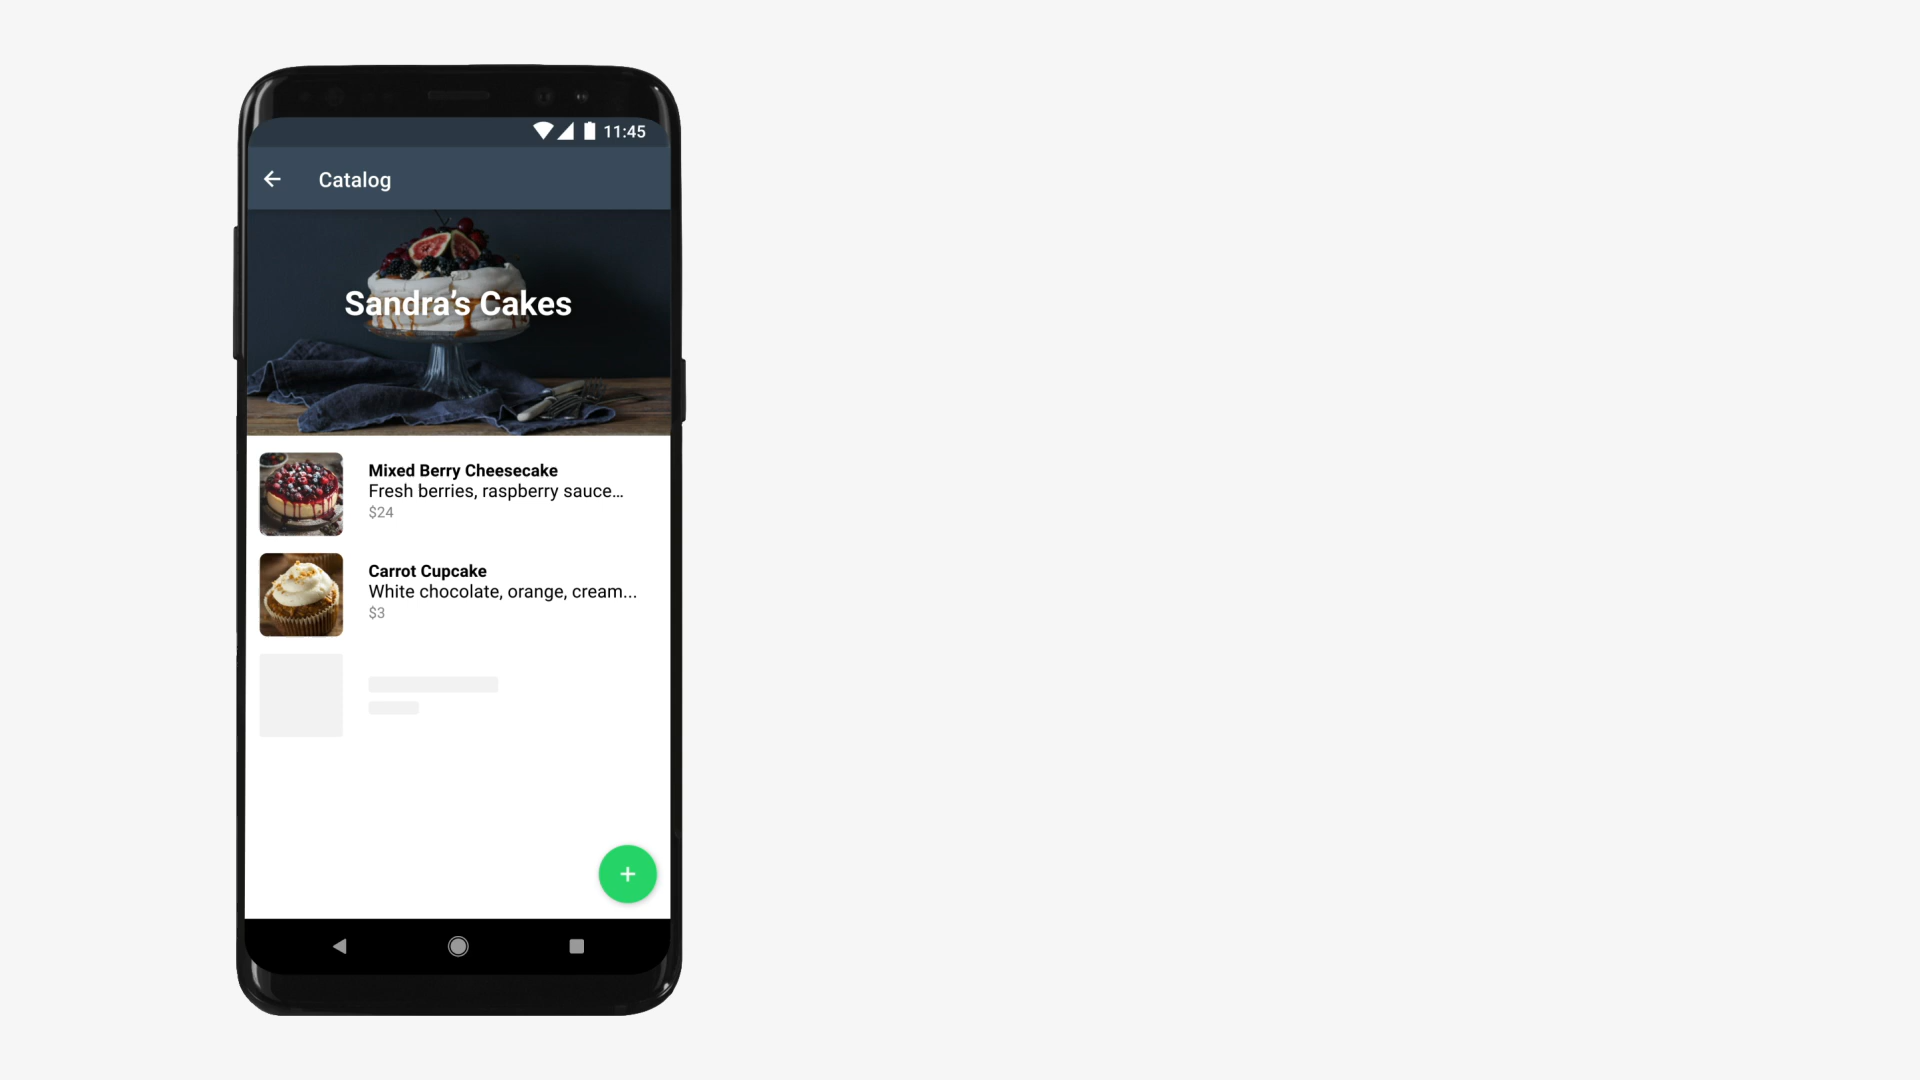 11:45
Catalog
Sandra’s Cakes
Mixed Berry Cheesecake
Fresh berries, raspberry sauce...
$24
Carrot Cupcake
White chocolate, orange, cream...
$3